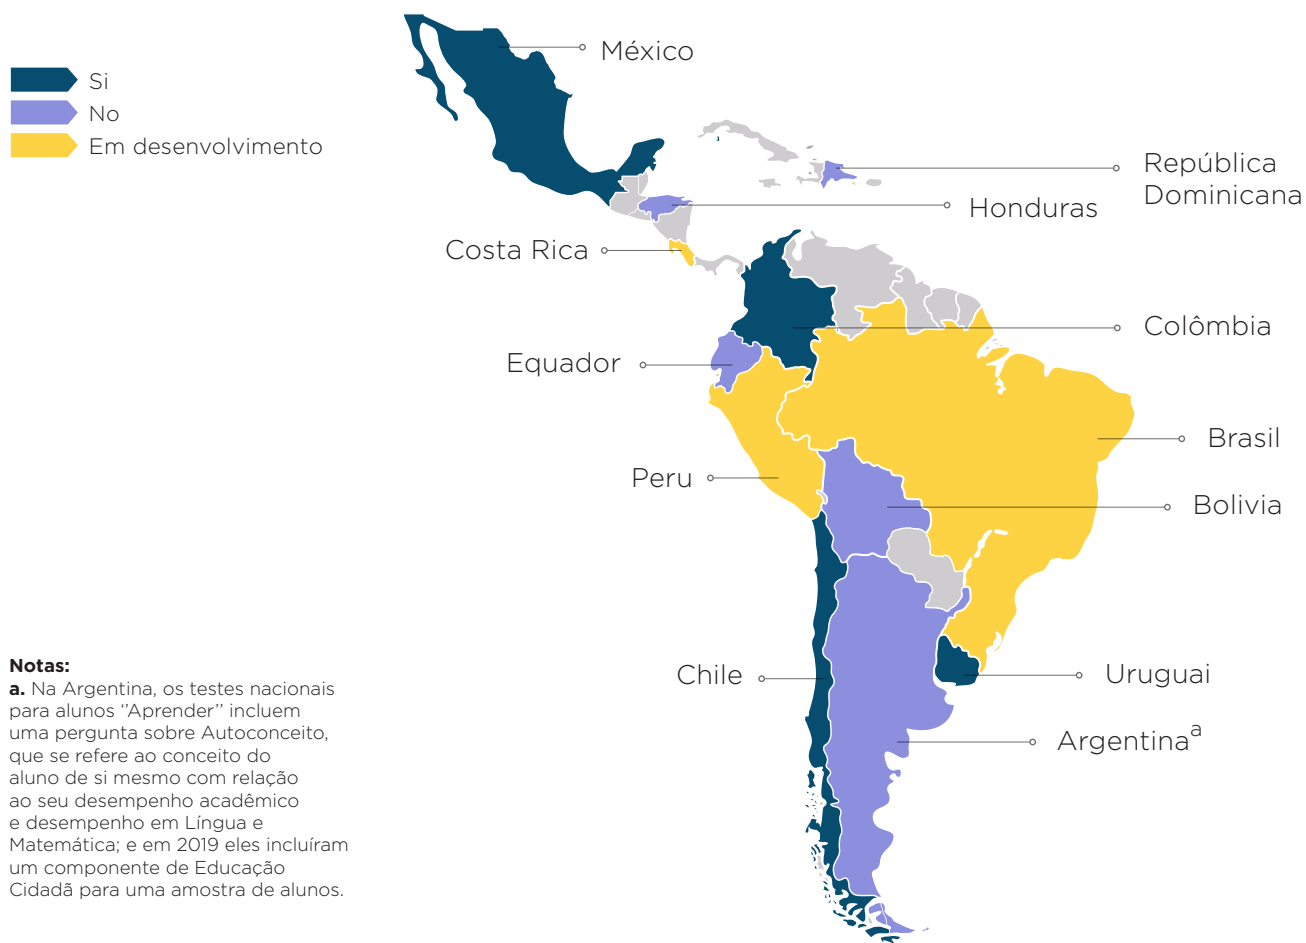 Si
No
Em desenvolvimento
México
República
Dominicana
Honduras
Costa Rica
Colômbia
Equador
Brasil
Peru
Bolivia
Chile
Uruguai
Argentinaª
Notas:
a. Na Argentina, os testes nacionais
para alunos ‘‘Aprender’’ incluem
uma pergunta sobre Autoconceito,
que se refere ao conceito do
aluno de si mesmo com relação
ao seu desempenho acadêmico
e desempenho em Língua e
Matemática; e em 2019 eles incluíram
um componente de Educação
Cidadã para uma amostra de alunos.